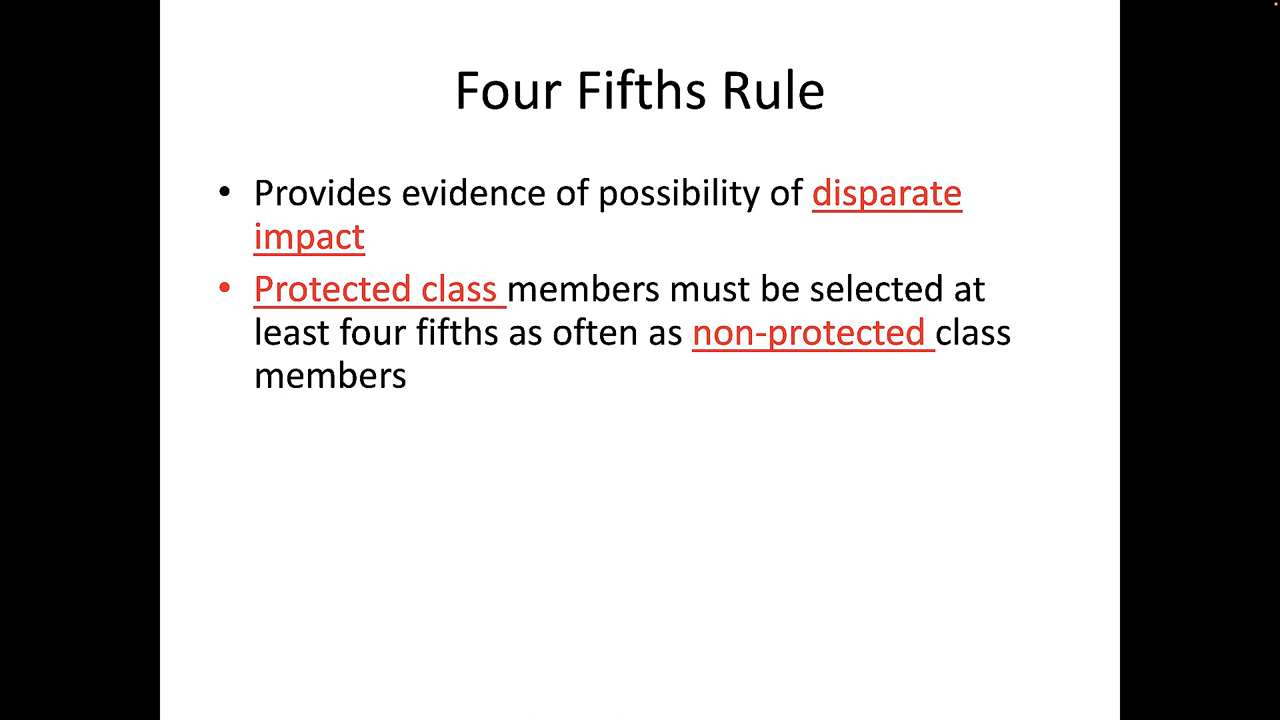 Four Fifths Rule
• Provides evidence of possibility of disparate
impact
• Protected class members must be selected at
least four fifths as often as non-protected class
members